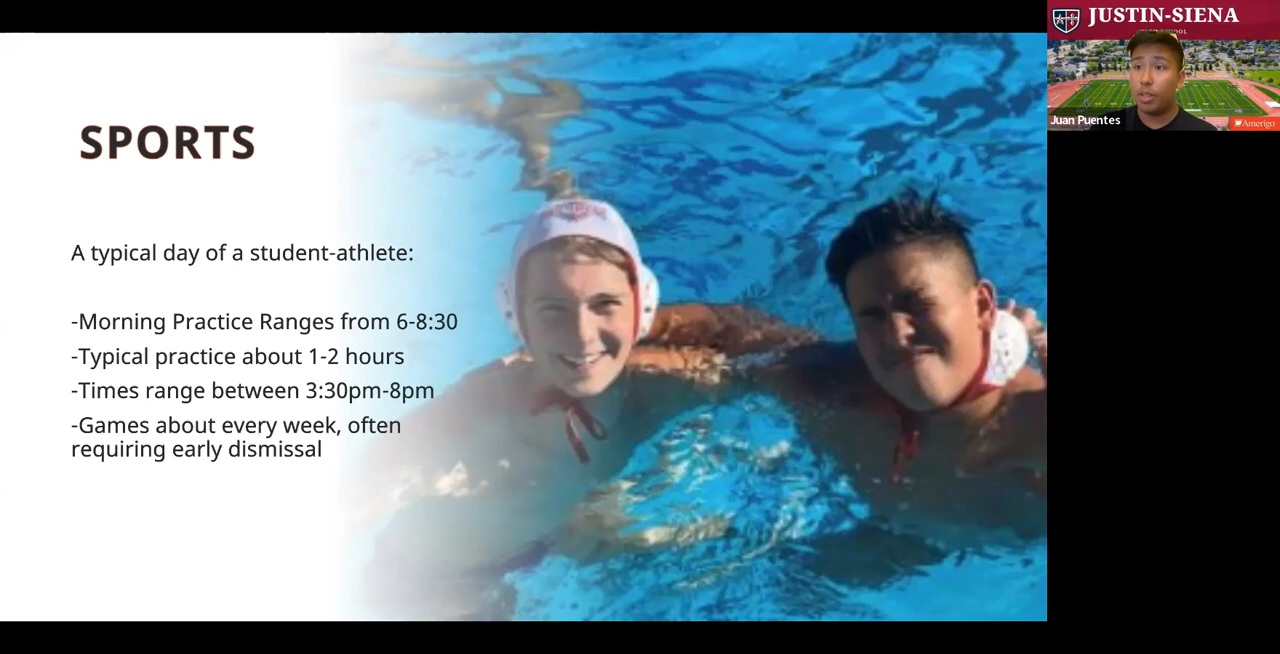 SPORTS
A typical day of a student-athlete:
-Morning Practice Ranges from 6-8:30
-Typical practice about 1-2 hours
-Times range between 3:30pm-8pm
-Games about every week, often
requiring early dismissal
JUSTIN-SIENA
Juan Puentes
Amerigo